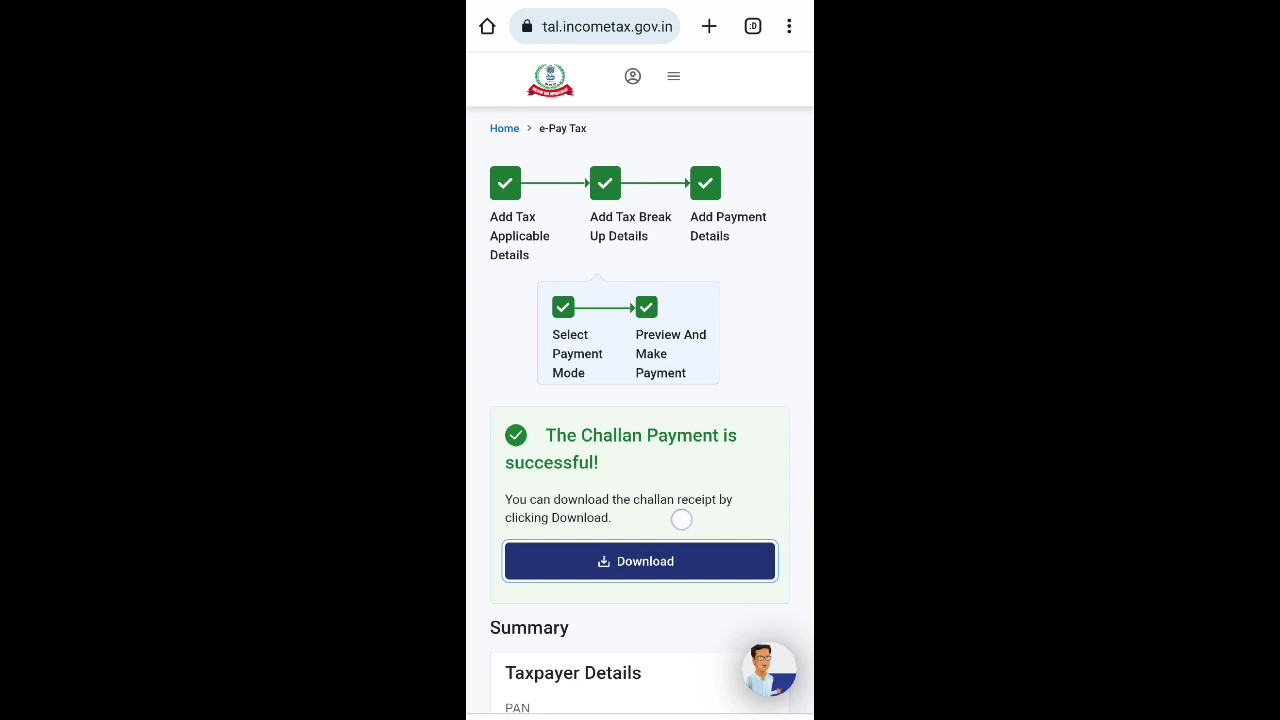 tal.incometax.gov.in
:D
Home > e-Pay Tax
Add Tax Applicable Details
Add Tax Break Up Details
Add Payment Details
Select Payment Mode
Preview And Make Payment
The Challan Payment is
successful!
You can download the challan receipt by
clicking Download.
Download
Summary
Taxpayer Details
PAN